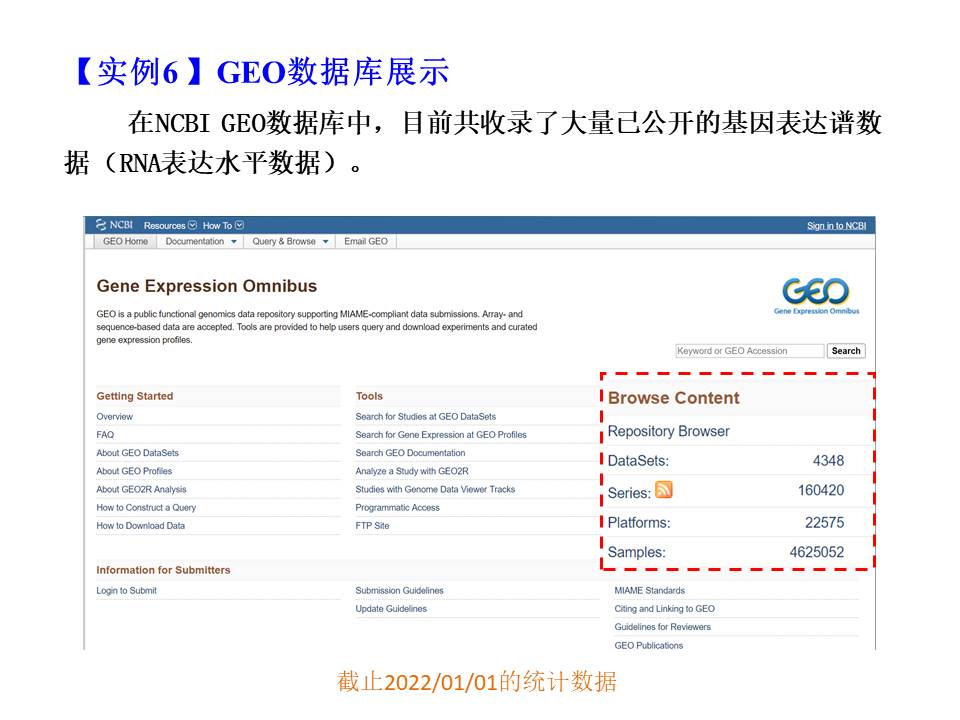 【实例6】GEO数据库展示
在NCBI GEO数据库中，目前共收录了大量已公开的基因表达谱数
据（RNA表达水平数据）。
NCBI Resources How To Sign in to NCBI
GEO Home Documentation Query & Browse Email GEO
Gene Expression Omnibus
GEO is a public functional genomics data repository supporting MIAME-compliant data submissions. Array- and
sequence-based data are accepted. Tools are provided to help users query and download experiments and curated
gene expression profiles.
GEO
Gene Expression Omnibus
Keyword or GEO Accession Search
Getting Started
Overview
FAQ
About GEO DataSets
About GEO Profiles
About GEO2R Analysis
How to Construct a Query
How to Download Data
Tools
Search for Studies at GEO DataSets
Search for Gene Expression at GEO Profiles
Search GEO Documentation
Analyze a Study with GEO2R
Studies with Genome Data Viewer Tracks
Programmatic Access
FTP Site
Browse Content
Repository Browser
DataSets: 4348
Series: 160420
Platforms: 22575
Samples: 4625052
Information for Submitters
Login to Submit
Submission Guidelines
Update Guidelines
MIAME Standards
Citing and Linking to GEO
Guidelines for Reviewers
GEO Publications
截止2022/01/01的统计数据